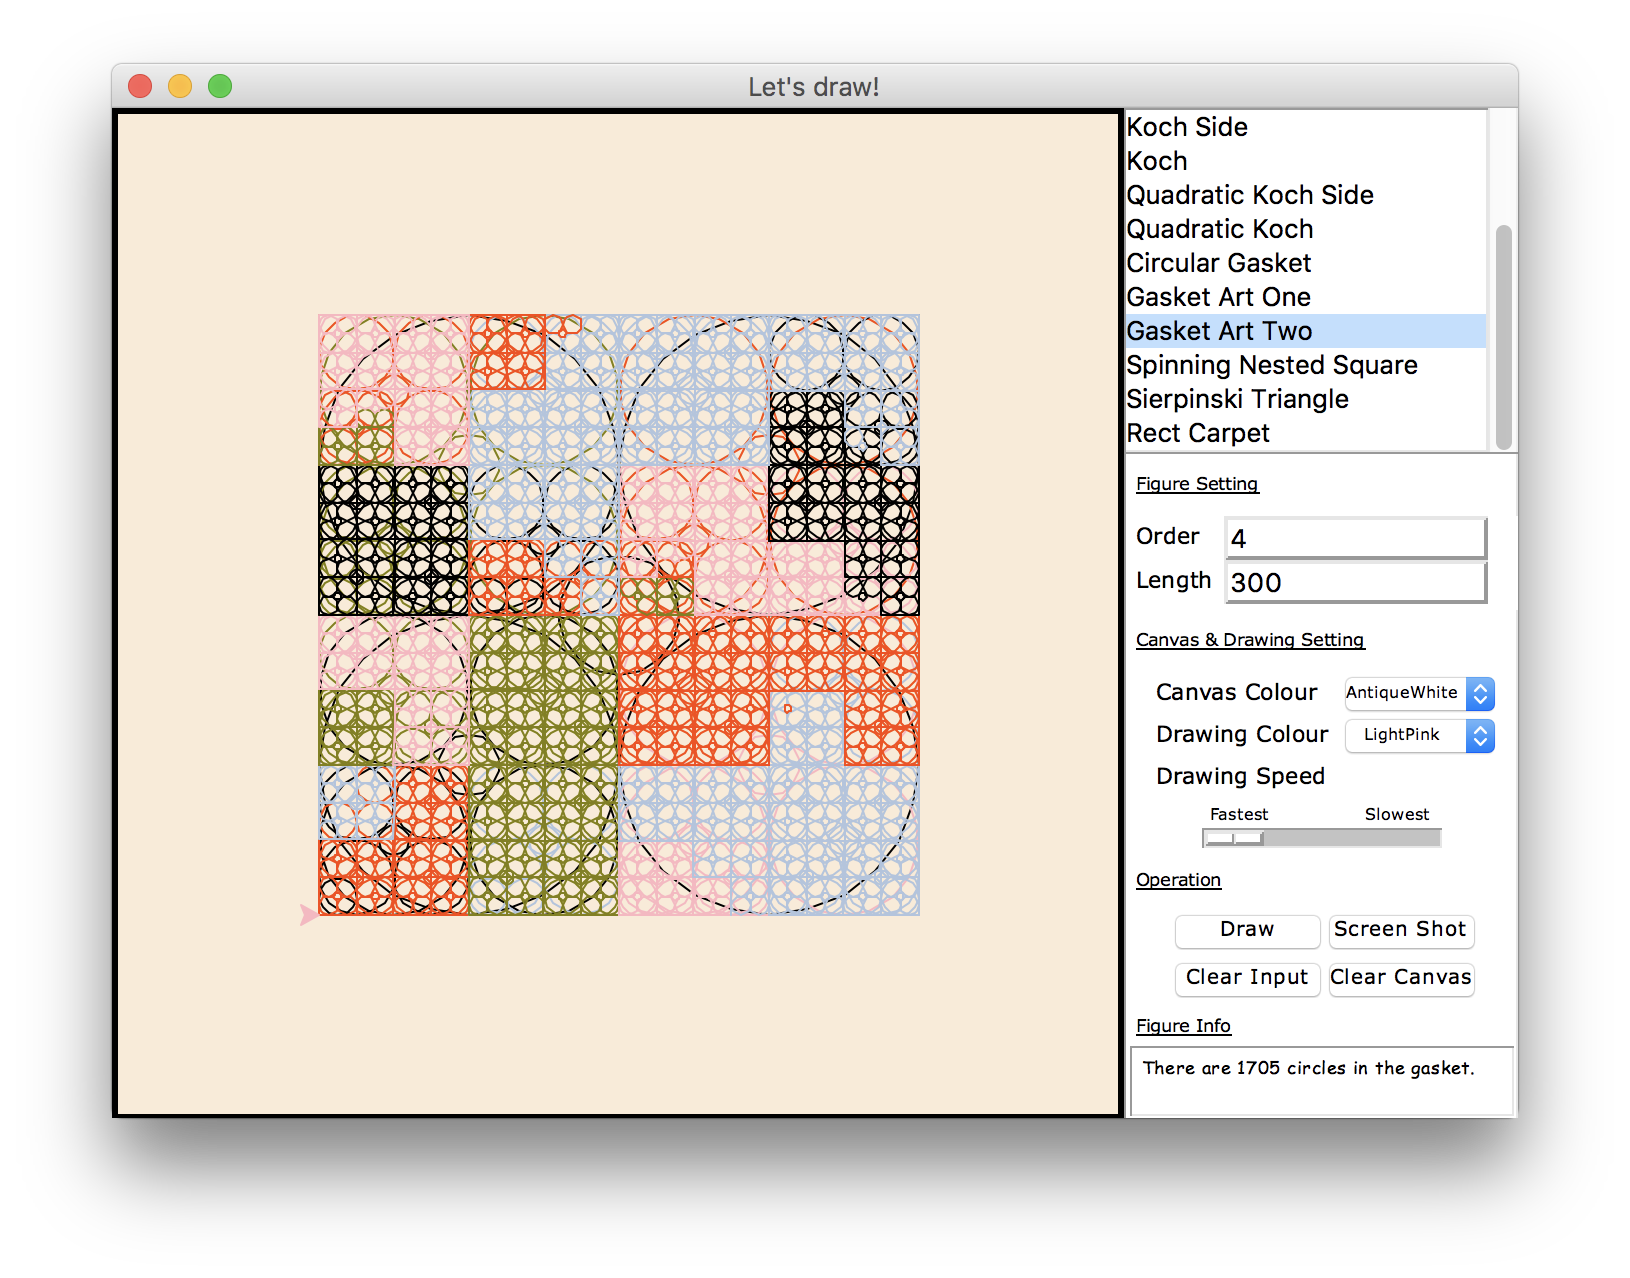 Let's draw!
Koch Side
Koch
Quadratic Koch Side
Quadratic Koch
Circular Gasket
Gasket Art One
Gasket Art Two
Spinning Nested Square
Sierpinski Triangle
Rect Carpet
Figure Setting
Order 4
Length 300
Canvas & Drawing Setting
Canvas Colour AntiqueWhite
Drawing Colour LightPink
Drawing Speed
Fastest Slowest
Operation
Draw Screen Shot
Clear Input Clear Canvas
Figure Info
There are 1705 circles in the gasket.